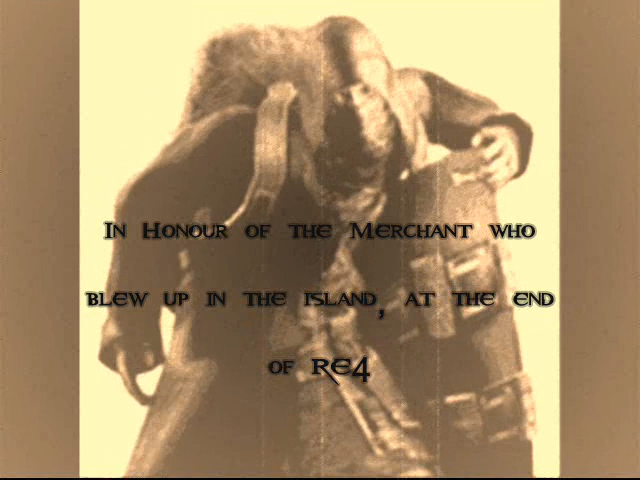 In Honour of the Merchant who
blew up in the island, at the end
of RE4